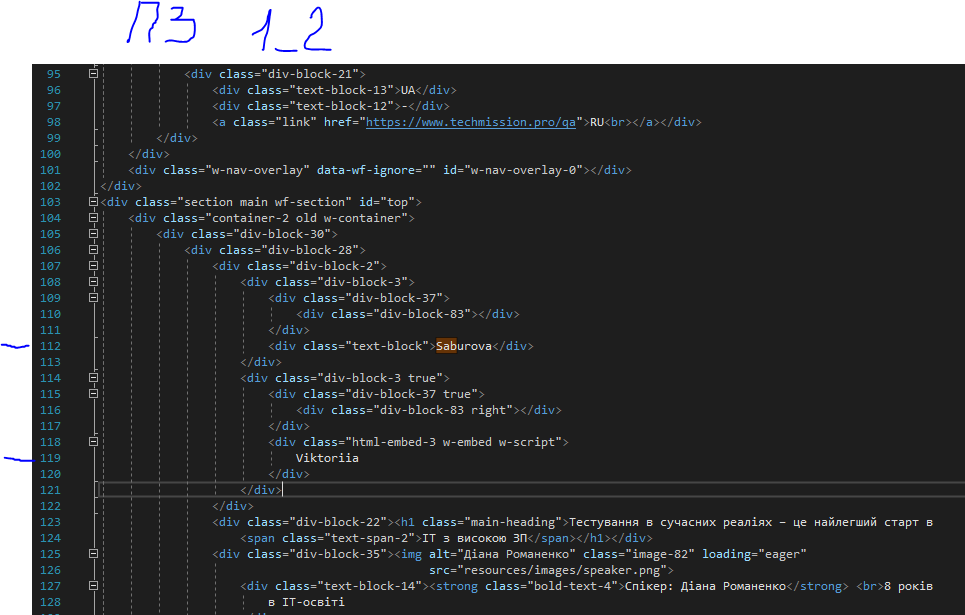 ПЗ 1_2
95 <div class="div-block-21">
96 <div class="text-block-13">UA</div>
97 <div class="text-block-12">-</div>
98 <a class="link" href="https://www.techmission.pro/qa">RU<br></a></div>
99 </div>
100 </div>
101 <div class="w-nav-overlay" data-wf-ignore="" id="w-nav-overlay-0"></div>
102 </div>
103 <div class="section main wf-section" id="top">
104 <div class="container-2 old w-container">
105 <div class="div-block-30">
106 <div class="div-block-28">
107 <div class="div-block-2">
108 <div class="div-block-3">
109 <div class="div-block-37">
110 <div class="div-block-83"></div>
111 </div>
112 <div class="text-block">Saburova</div>
113 </div>
114 <div class="div-block-3 true">
115 <div class="div-block-37 true">
116 <div class="div-block-83 right"></div>
117 </div>
118 <div class="html-embed-3 w-embed w-script">
119 Viktoriia
120 </div>
121 </div>
122 </div>
123 <div class="div-block-22"><h1 class="main-heading">Тестування в сучасних реаліях – це найлегший старт в
124 <span class="text-span-2">ІТ з високою ЗП</span></h1></div>
125 <div class="div-block-35"><img alt="Діана Романенко" class="image-82" loading="eager"
126 src="resources/images/speaker.png">
127 <div class="text-block-14"><strong class="bold-text-4">Спікер: Діана Романенко</strong> <br>8 років
128 в ІТ-освіті